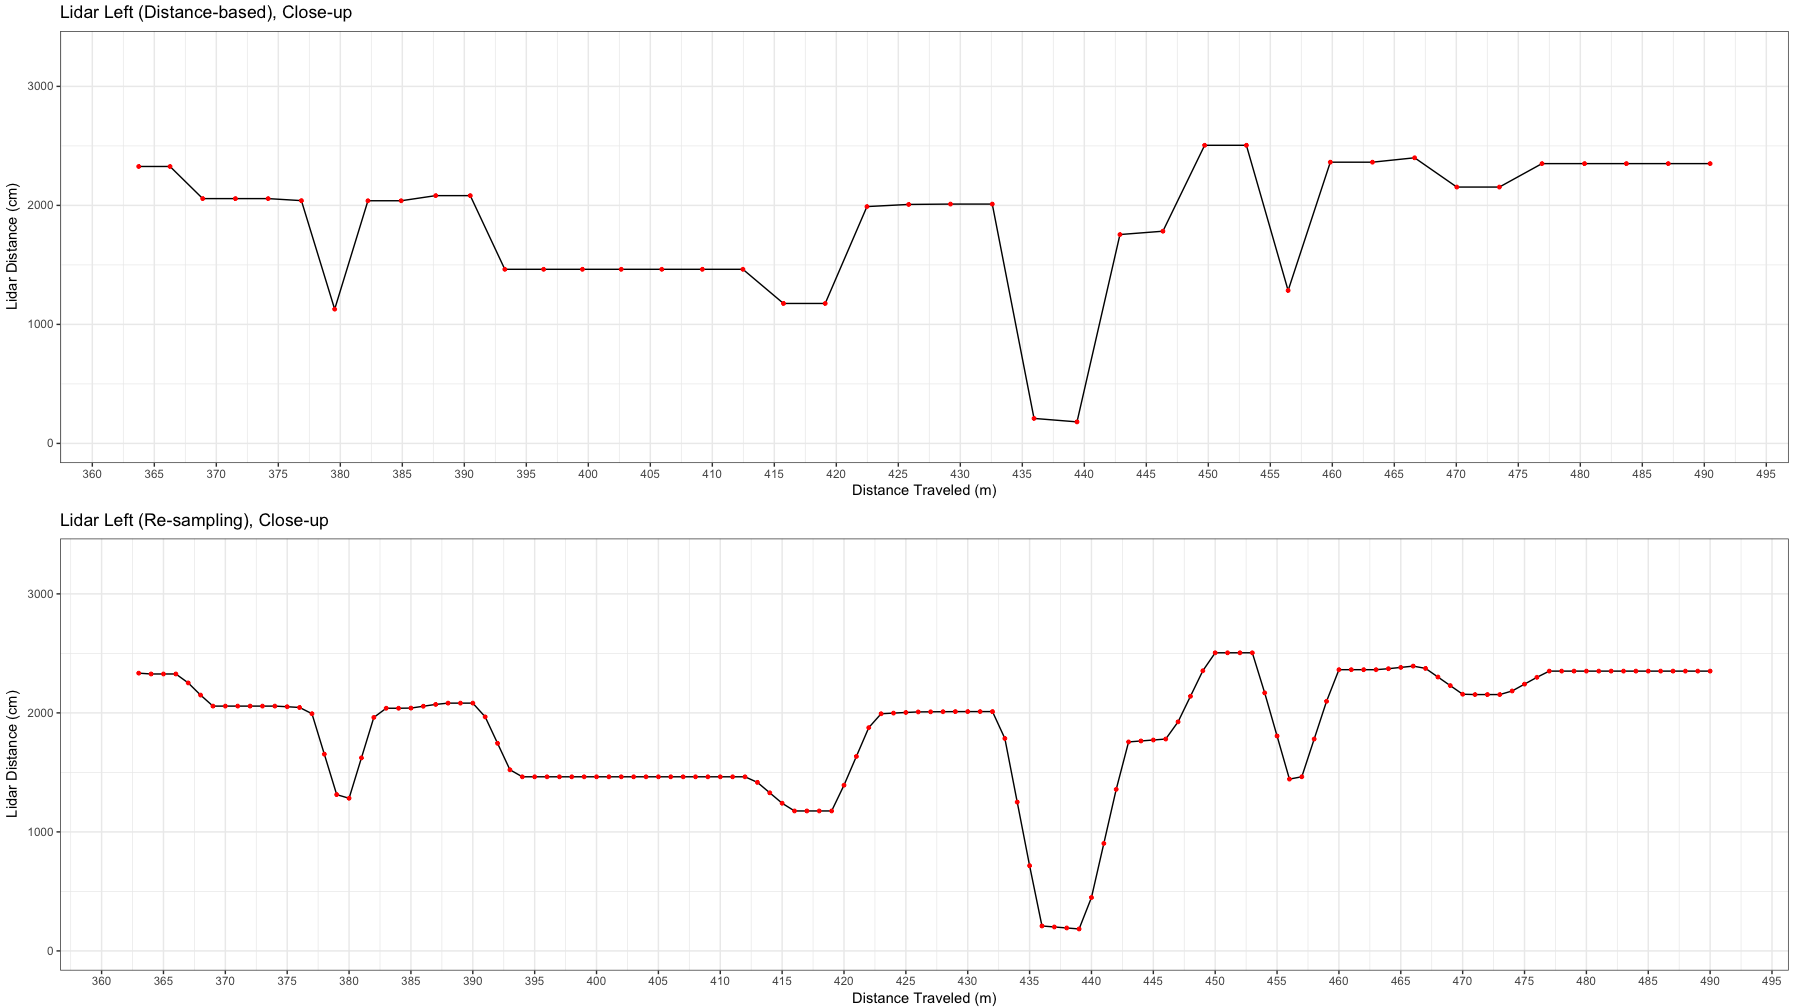 Lidar Left (Distance-based), Close-up
3000
2000
1000
0
Lidar Distance (cm)
360 365 370 375 380 385 390 395 400 405 410 415 420 425 430 435 440 445 450 455 460 465 470 475 480 485 490 495
Distance Traveled (m)
Lidar Left (Re-sampling), Close-up
3000
2000
1000
0
Lidar Distance (cm)
360 365 370 375 380 385 390 395 400 405 410 415 420 425 430 435 440 445 450 455 460 465 470 475 480 485 490 495
Distance Traveled (m)